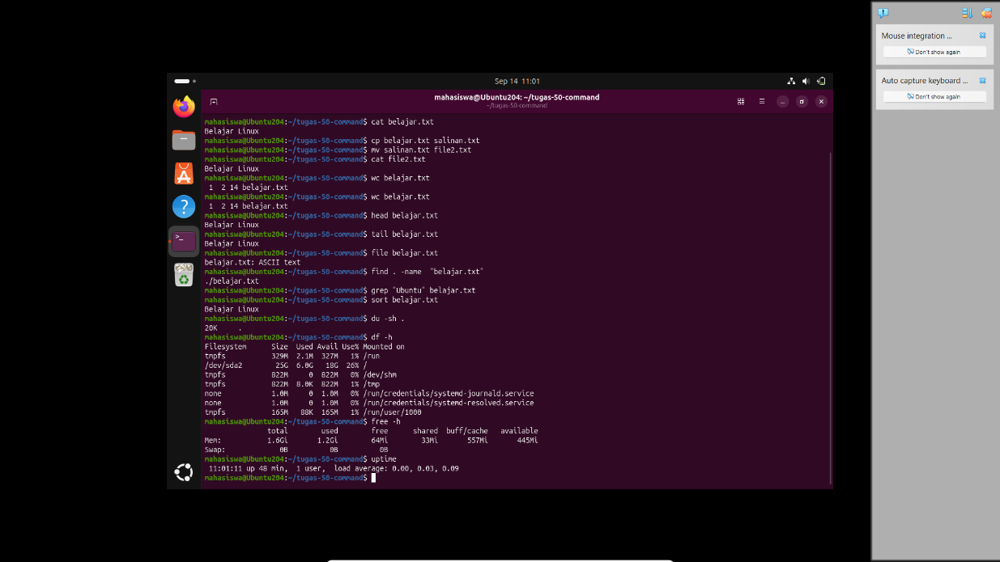 Sep 14 11:01
mahasiswa@Ubuntu204: ~/tugas-50-command
~/tugas-50-command
mahasiswa@Ubuntu204:~/tugas-50-command$ cat belajar.txt
Belajar Linux
mahasiswa@Ubuntu204:~/tugas-50-command$ cp belajar.txt salinan.txt
mahasiswa@Ubuntu204:~/tugas-50-command$ mv salinan.txt file2.txt
mahasiswa@Ubuntu204:~/tugas-50-command$ cat file2.txt
Belajar Linux
mahasiswa@Ubuntu204:~/tugas-50-command$ wc belajar.txt
 1  2 14 belajar.txt
mahasiswa@Ubuntu204:~/tugas-50-command$ wc belajar.txt
 1  2 14 belajar.txt
mahasiswa@Ubuntu204:~/tugas-50-command$ head belajar.txt
Belajar Linux
mahasiswa@Ubuntu204:~/tugas-50-command$ tail belajar.txt
Belajar Linux
mahasiswa@Ubuntu204:~/tugas-50-command$ file belajar.txt
belajar.txt: ASCII text
mahasiswa@Ubuntu204:~/tugas-50-command$ find . -name  "belajar.txt"
./belajar.txt
mahasiswa@Ubuntu204:~/tugas-50-command$ grep "Ubuntu" belajar.txt
mahasiswa@Ubuntu204:~/tugas-50-command$ sort belajar.txt
Belajar Linux
mahasiswa@Ubuntu204:~/tugas-50-command$ du -sh .
20K     .
mahasiswa@Ubuntu204:~/tugas-50-command$ df -h
Filesystem      Size  Used Avail Use% Mounted on
tmpfs           329M  2.1M  327M   1% /run
/dev/sda2        25G  6.0G   18G  26% /
tmpfs           822M     0  822M   0% /dev/shm
tmpfs           822M  8.0K  822M   1% /tmp
none            1.0M     0  1.0M   0% /run/credentials/systemd-journald.service
none            1.0M     0  1.0M   0% /run/credentials/systemd-resolved.service
tmpfs           165M   88K  165M   1% /run/user/1000
mahasiswa@Ubuntu204:~/tugas-50-command$ free -h
               total        used        free      shared  buff/cache   available
Mem:           1.6Gi       1.2Gi        64Mi        33Mi       557Mi       445Mi
Swap:             0B          0B          0B
mahasiswa@Ubuntu204:~/tugas-50-command$ uptime
 11:01:11 up 48 min,  1 user,  load average: 0.00, 0.03, 0.09
mahasiswa@Ubuntu204:~/tugas-50-command$
Mouse integration ...
Don't show again
Auto capture keyboard ...
Don't show again